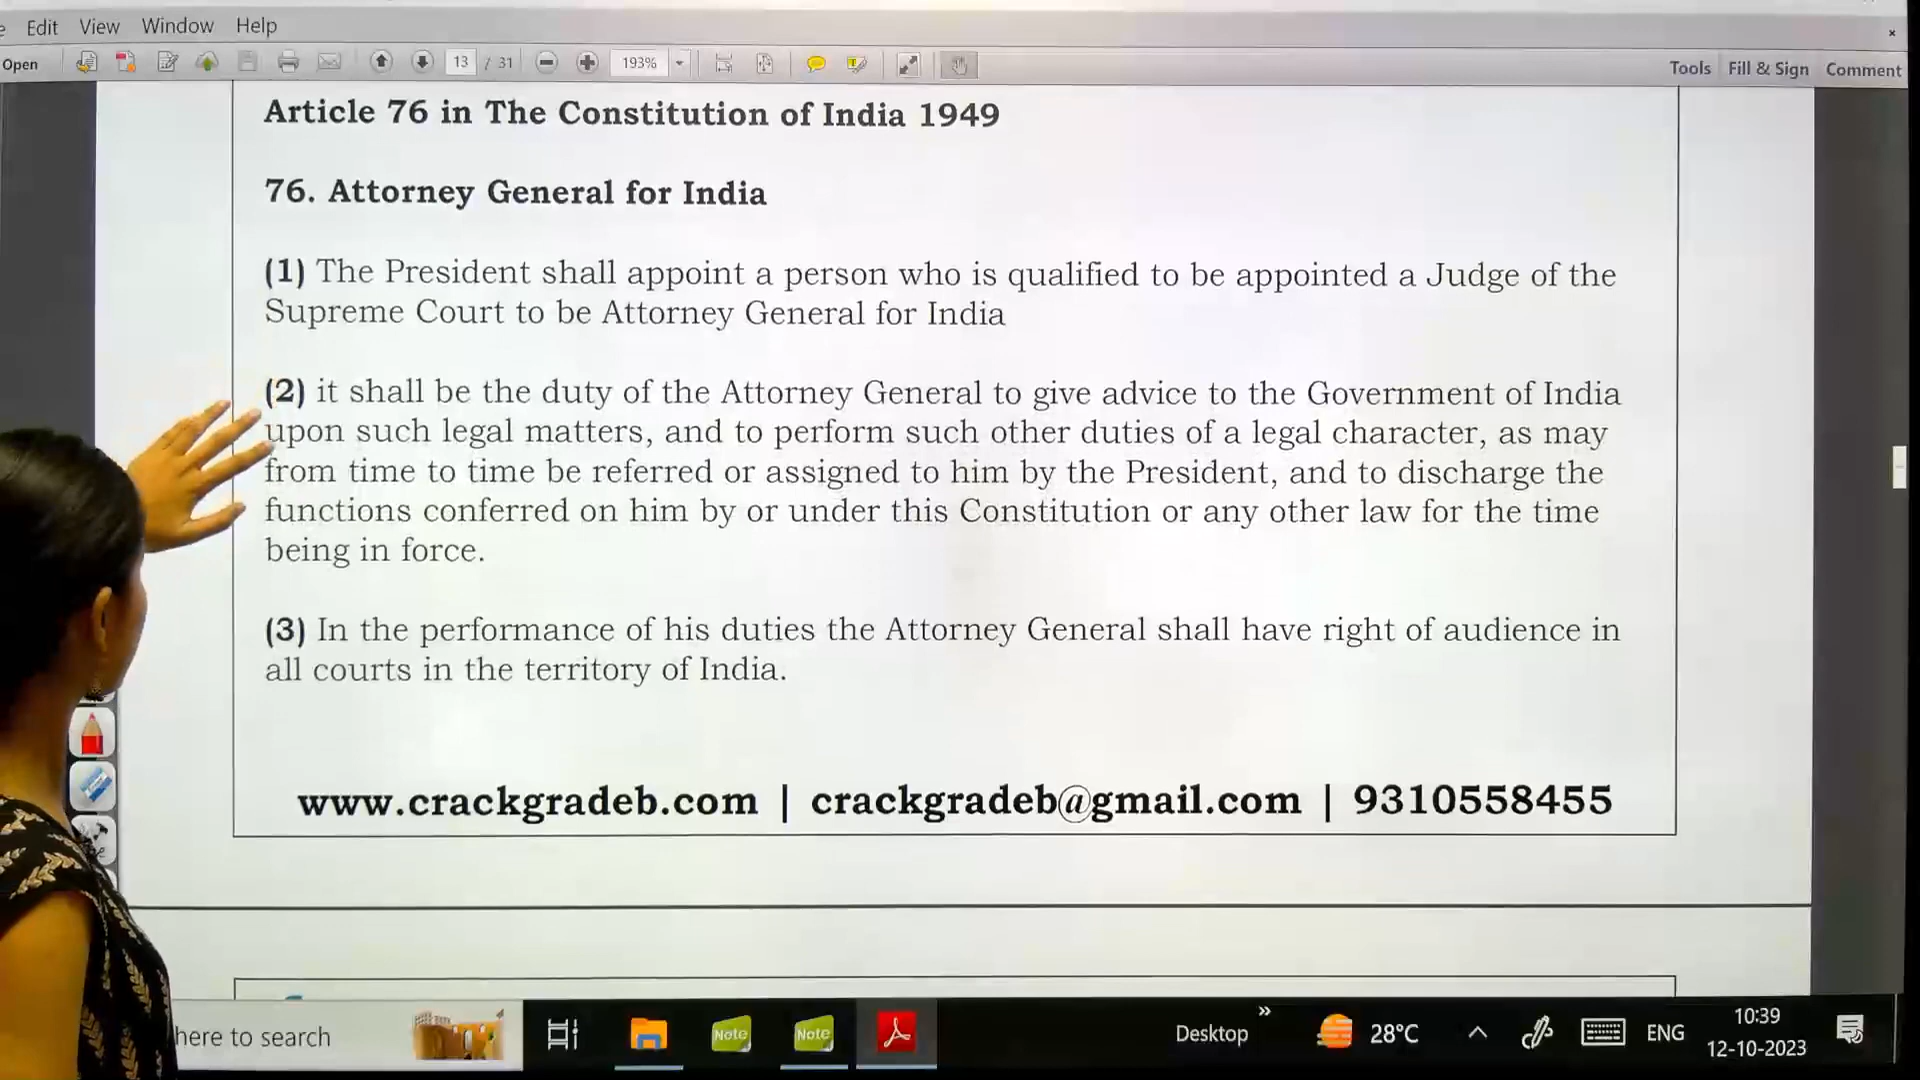 Edit View Window Help
Open 13 / 31 193% Tools Fill & Sign Comment
Article 76 in The Constitution of India 1949
76. Attorney General for India
(1) The President shall appoint a person who is qualified to be appointed a Judge of the
Supreme Court to be Attorney General for India
(2) it shall be the duty of the Attorney General to give advice to the Government of India
upon such legal matters, and to perform such other duties of a legal character, as may
from time to time be referred or assigned to him by the President, and to discharge the
functions conferred on him by or under this Constitution or any other law for the time
being in force.
(3) In the performance of his duties the Attorney General shall have right of audience in
all courts in the territory of India.
www.crackgradeb.com | crackgradeb@gmail.com | 9310558455
here to search Note Note Desktop 28°C ENG 10:39
12-10-2023